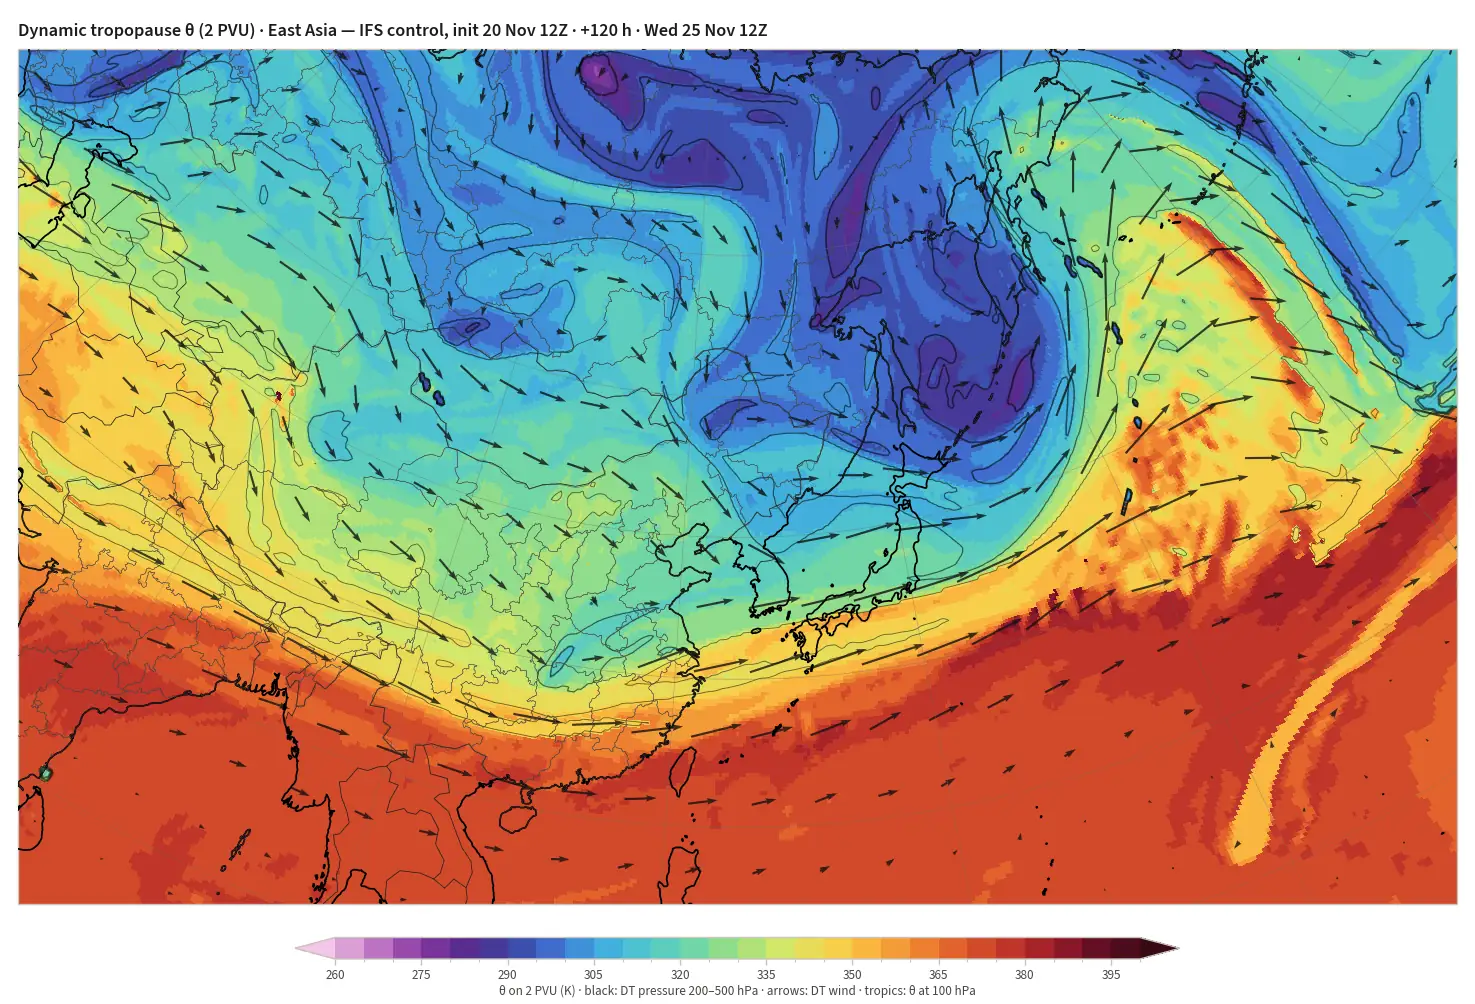 Dynamic tropopause θ (2 PVU) · East Asia — IFS control, init 20 Nov 12Z · +120 h · Wed 25 Nov 12Z
260 275 290 305 320 335 350 365 380 395
θ on 2 PVU (K) · black: DT pressure 200–500 hPa · arrows: DT wind · tropics: θ at 100 hPa